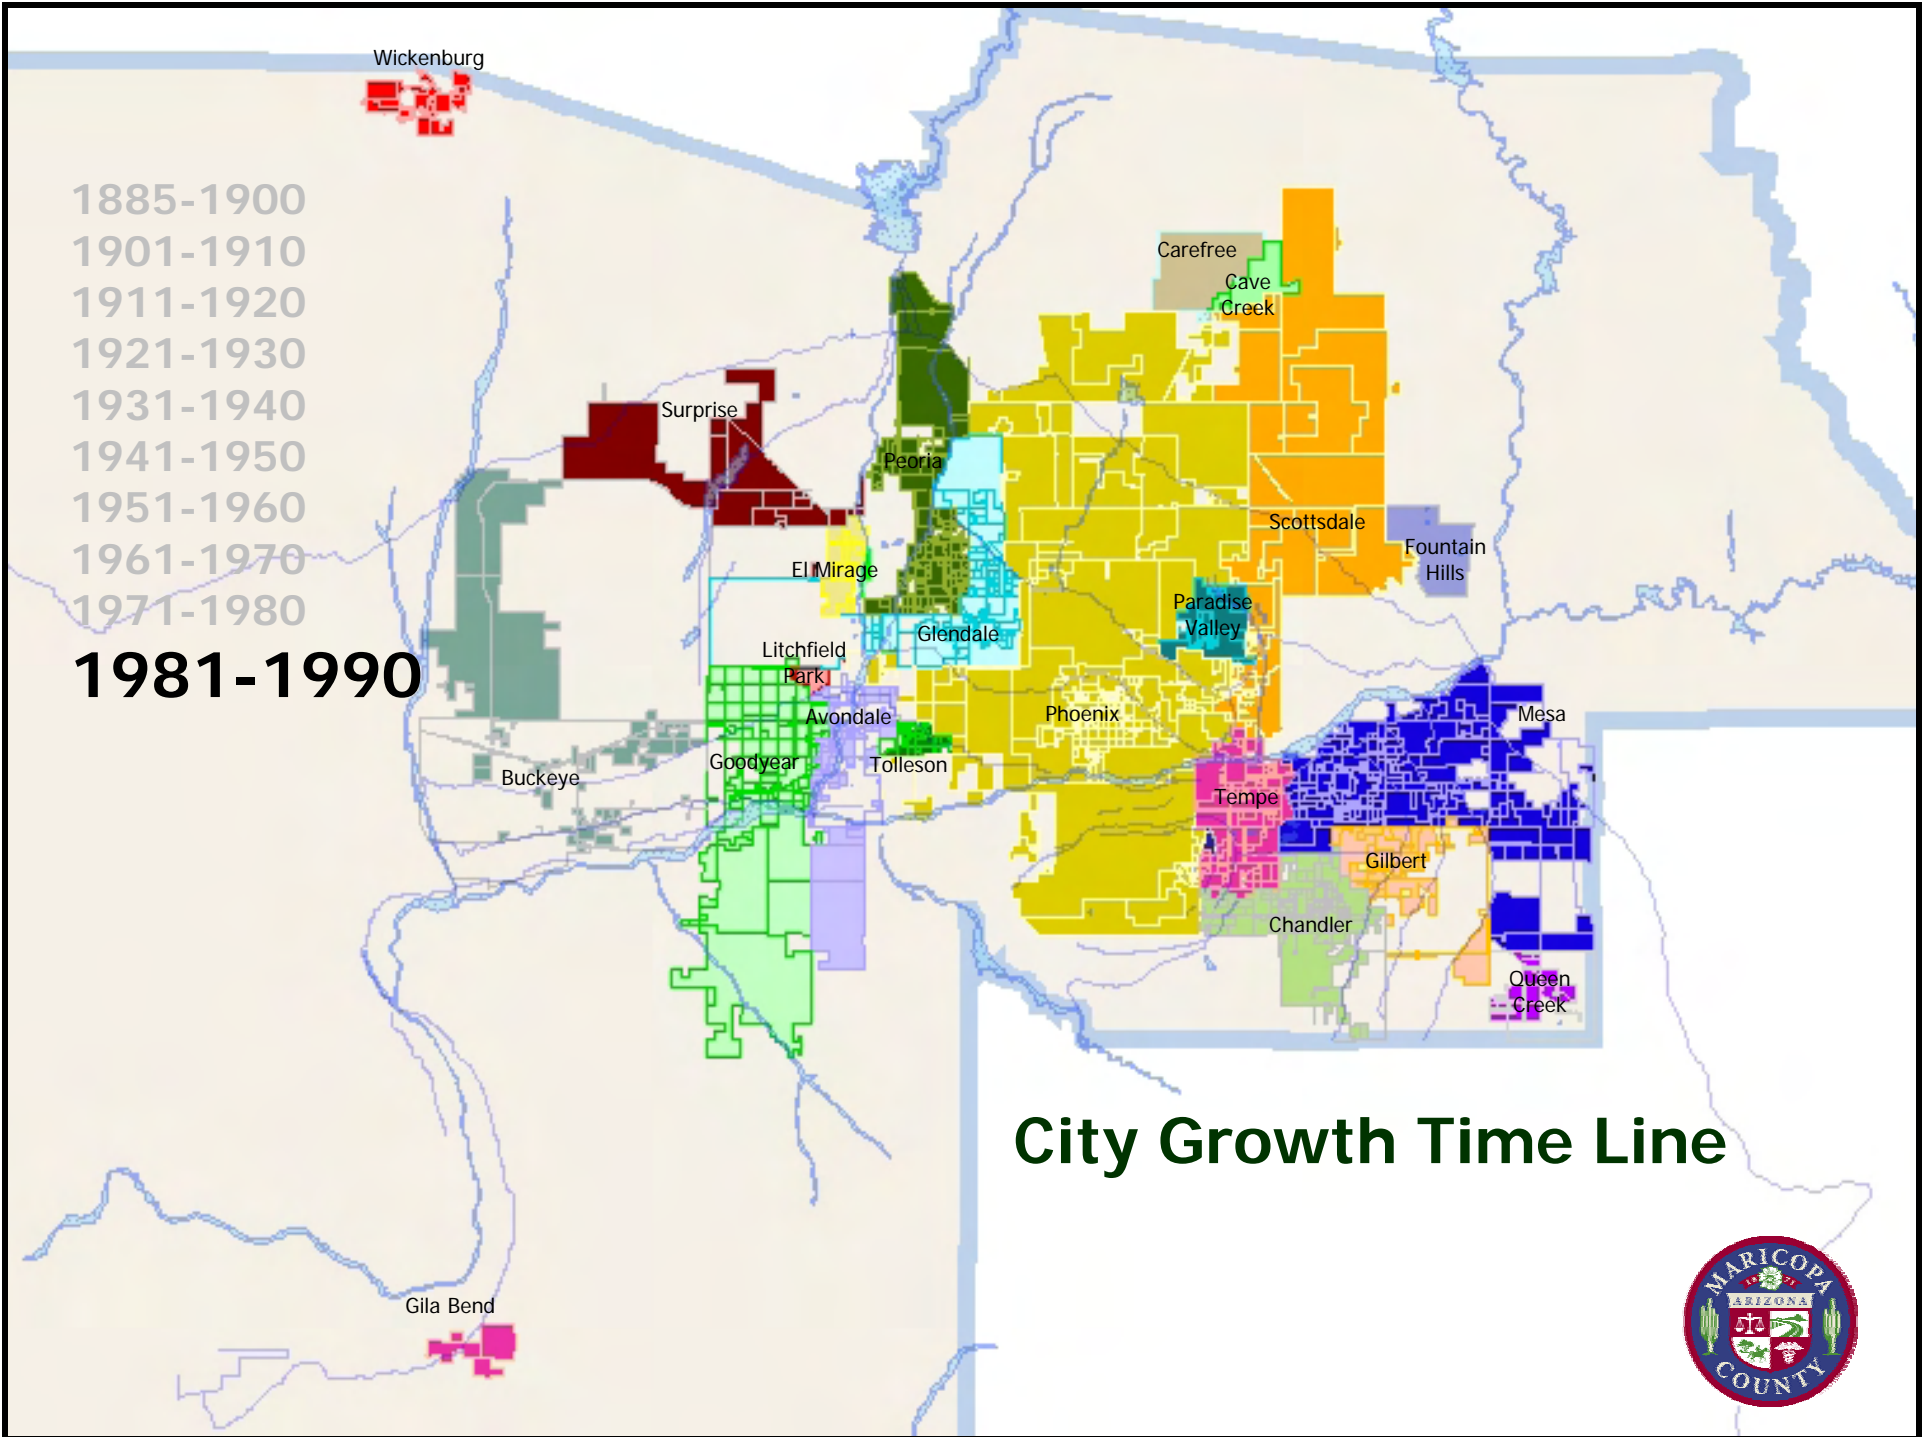 Wickenburg
1885-1900
1901-1910
1911-1920
1921-1930
1931-1940
1941-1950
1951-1960
1961-1970
1971-1980
1981-1990
Carefree
Cave
Creek
Surprise
Peoria
Scottsdale
Fountain
Hills
El Mirage
Paradise
Valley
Glendale
Litchfield
Park
Avondale
Phoenix
Mesa
Goodyear
Tolleson
Buckeye
Tempe
Gilbert
Chandler
Queen
Creek
City Growth Time Line
Gila Bend
MARICOPA
ARIZONA
COUNTY